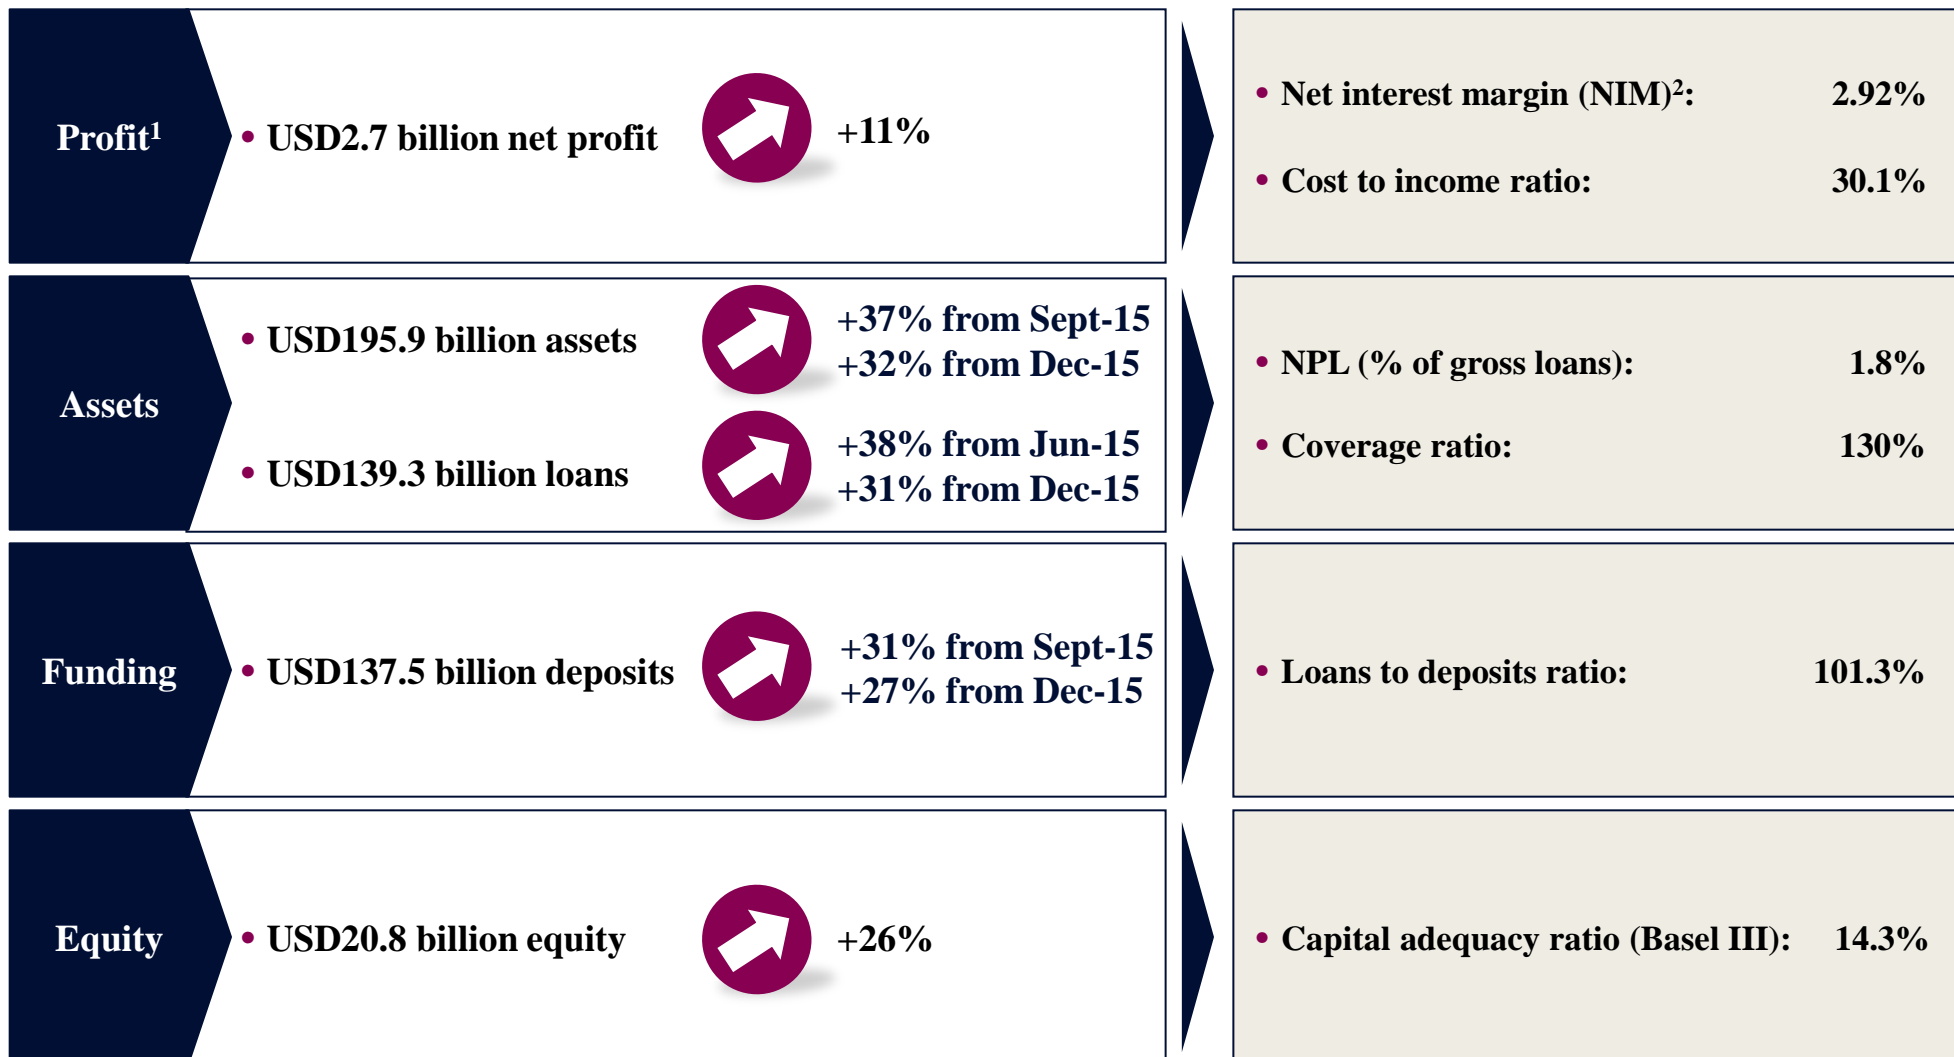 Profit¹
• USD2.7 billion net profit
+11%
• Net interest margin (NIM)²: 2.92%
• Cost to income ratio: 30.1%
Assets
• USD195.9 billion assets
+37% from Sept-15
+32% from Dec-15
• USD139.3 billion loans
+38% from Jun-15
+31% from Dec-15
• NPL (% of gross loans): 1.8%
• Coverage ratio: 130%
Funding
• USD137.5 billion deposits
+31% from Sept-15
+27% from Dec-15
• Loans to deposits ratio: 101.3%
Equity
• USD20.8 billion equity
+26%
• Capital adequacy ratio (Basel III): 14.3%